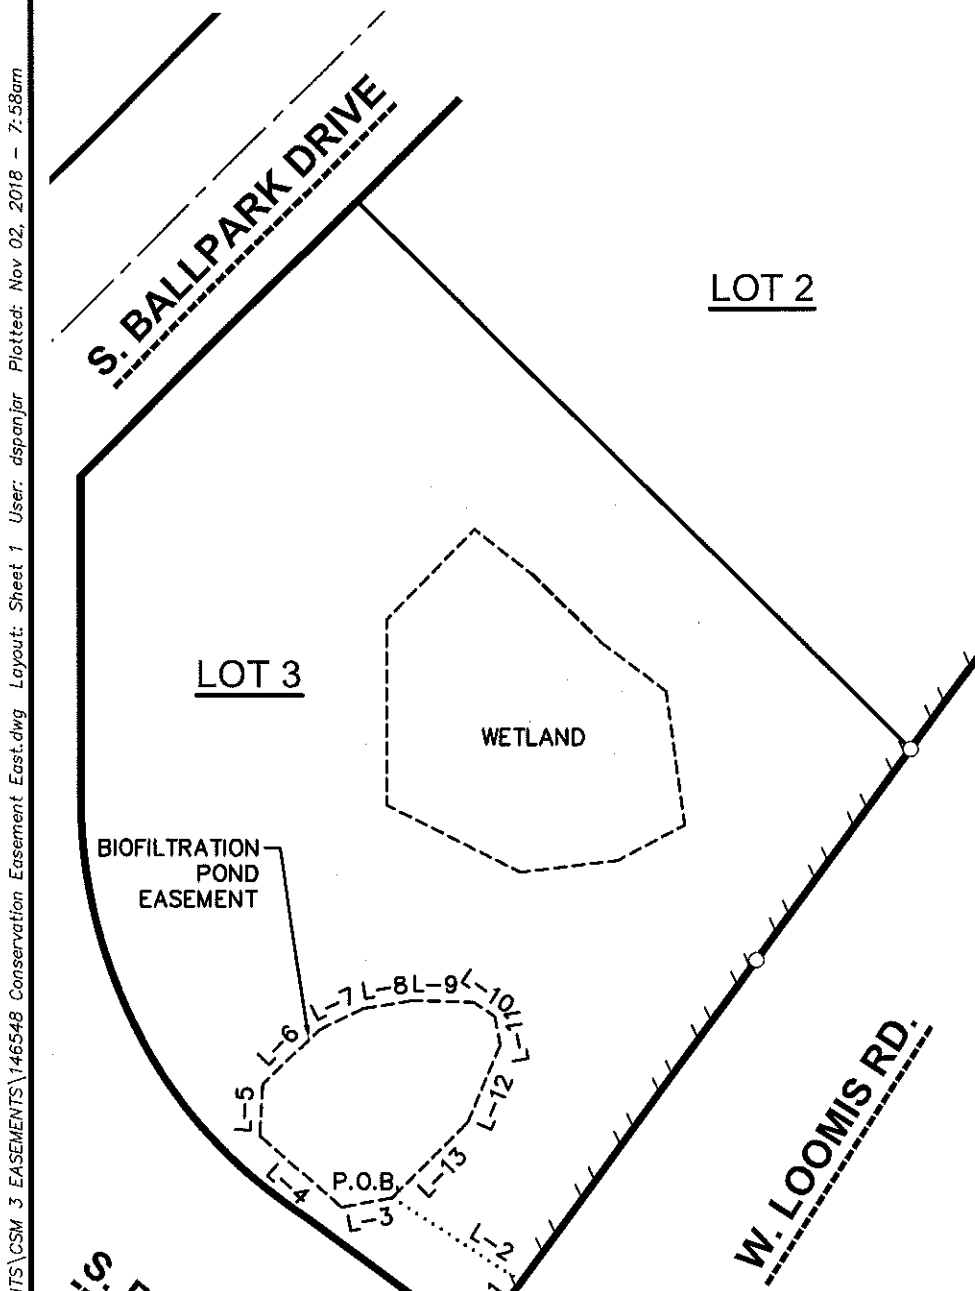 TS\CSM 3 EASEMENTS\146548 Conservation Easement East.dwg Layout: Sheet 1 User: dspanjar Plotted: Nov 02, 2018 - 7:58am
S. BALLPARK DRIVE
LOT 2
LOT 3
WETLAND
BIOFILTRATION
POND
EASEMENT
L-5
L-6
L-7
L-8
L-9
L-10
L-11
L-12
L-13
P.O.B.
L-4
L-3
L-2
W. LOOMIS RD.
S.